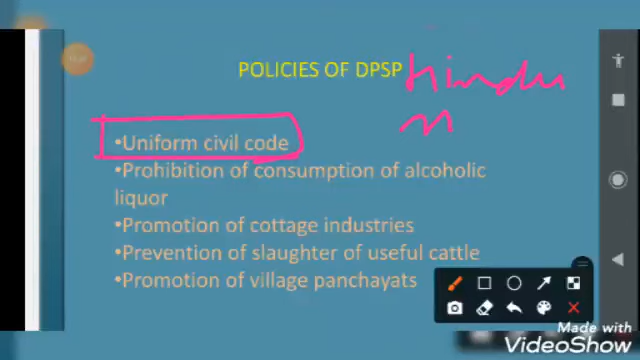 POLICIES OF DPSP Hindu
•Uniform civil code
•Prohibition of consumption of alcoholic
liquor
•Promotion of cottage industries
•Prevention of slaughter of useful cattle
•Promotion of village panchayats
Made with
VideoShow